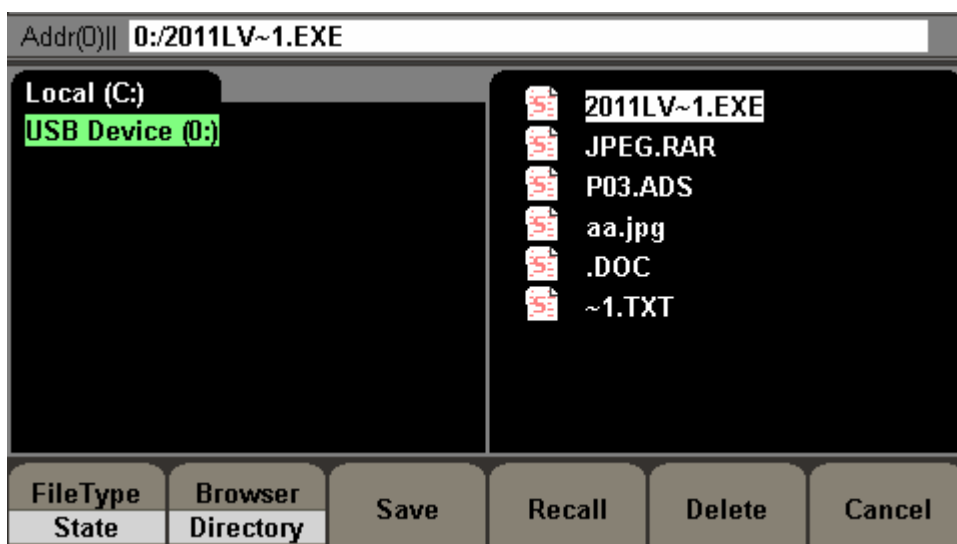 Addr(0)|| 0:/2011LV~1.EXE
Local (C:)
USB Device (0:)
2011LV~1.EXE
JPEG.RAR
P03.ADS
aa.jpg
.DOC
~1.TXT
FileType
State
Browser
Directory
Save
Recall
Delete
Cancel